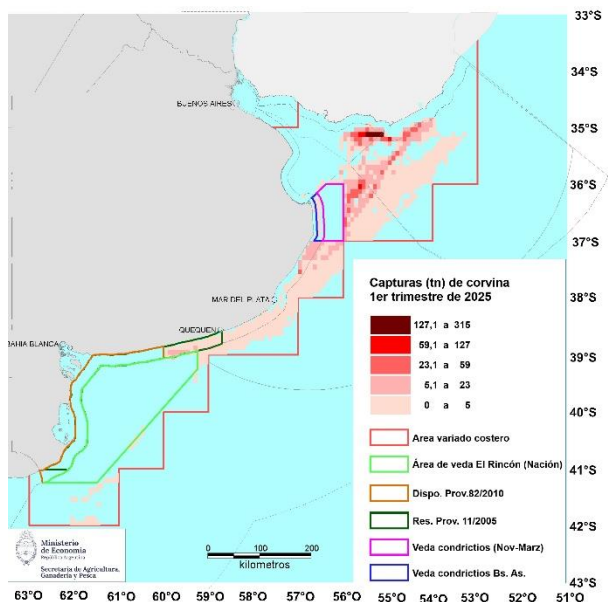 33°S
34°S
35°S
36°S
37°S
38°S
39°S
40°S
41°S
42°S
43°S
BUENOS AIRES
MAR DEL PLATA
QUEQUEN
BAHIA BLANCA
Capturas (tn) de corvina
1er trimestre de 2025
127,1 a 315
59,1 a 127
23,1 a 59
5,1 a 23
0 a 5
Area variado costero
Área de veda El Rincón (Nación)
Dispo. Prov.82/2010
Res. Prov. 11/2005
Veda condrictios (Nov-Marz)
Veda condrictios Bs. As.
Ministerio
de Economía
República Argentina
Secretaría de Agricultura,
Ganadería y Pesca
0 100 200
kilometros
63°O 62°O 61°O 60°O 59°O 58°O 57°O 56°O 55°O 54°O 53°O 52°O 51°O